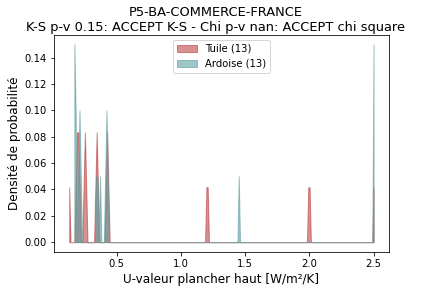 P5-BA-COMMERCE-FRANCE
K-S p-v 0.15: ACCEPT K-S - Chi p-v nan: ACCEPT chi square
Tuile (13)
Ardoise (13)
Densité de probabilité
0.14
0.12
0.10
0.08
0.06
0.04
0.02
0.00
0.5
1.0
1.5
2.0
2.5
U-valeur plancher haut [W/m²/K]